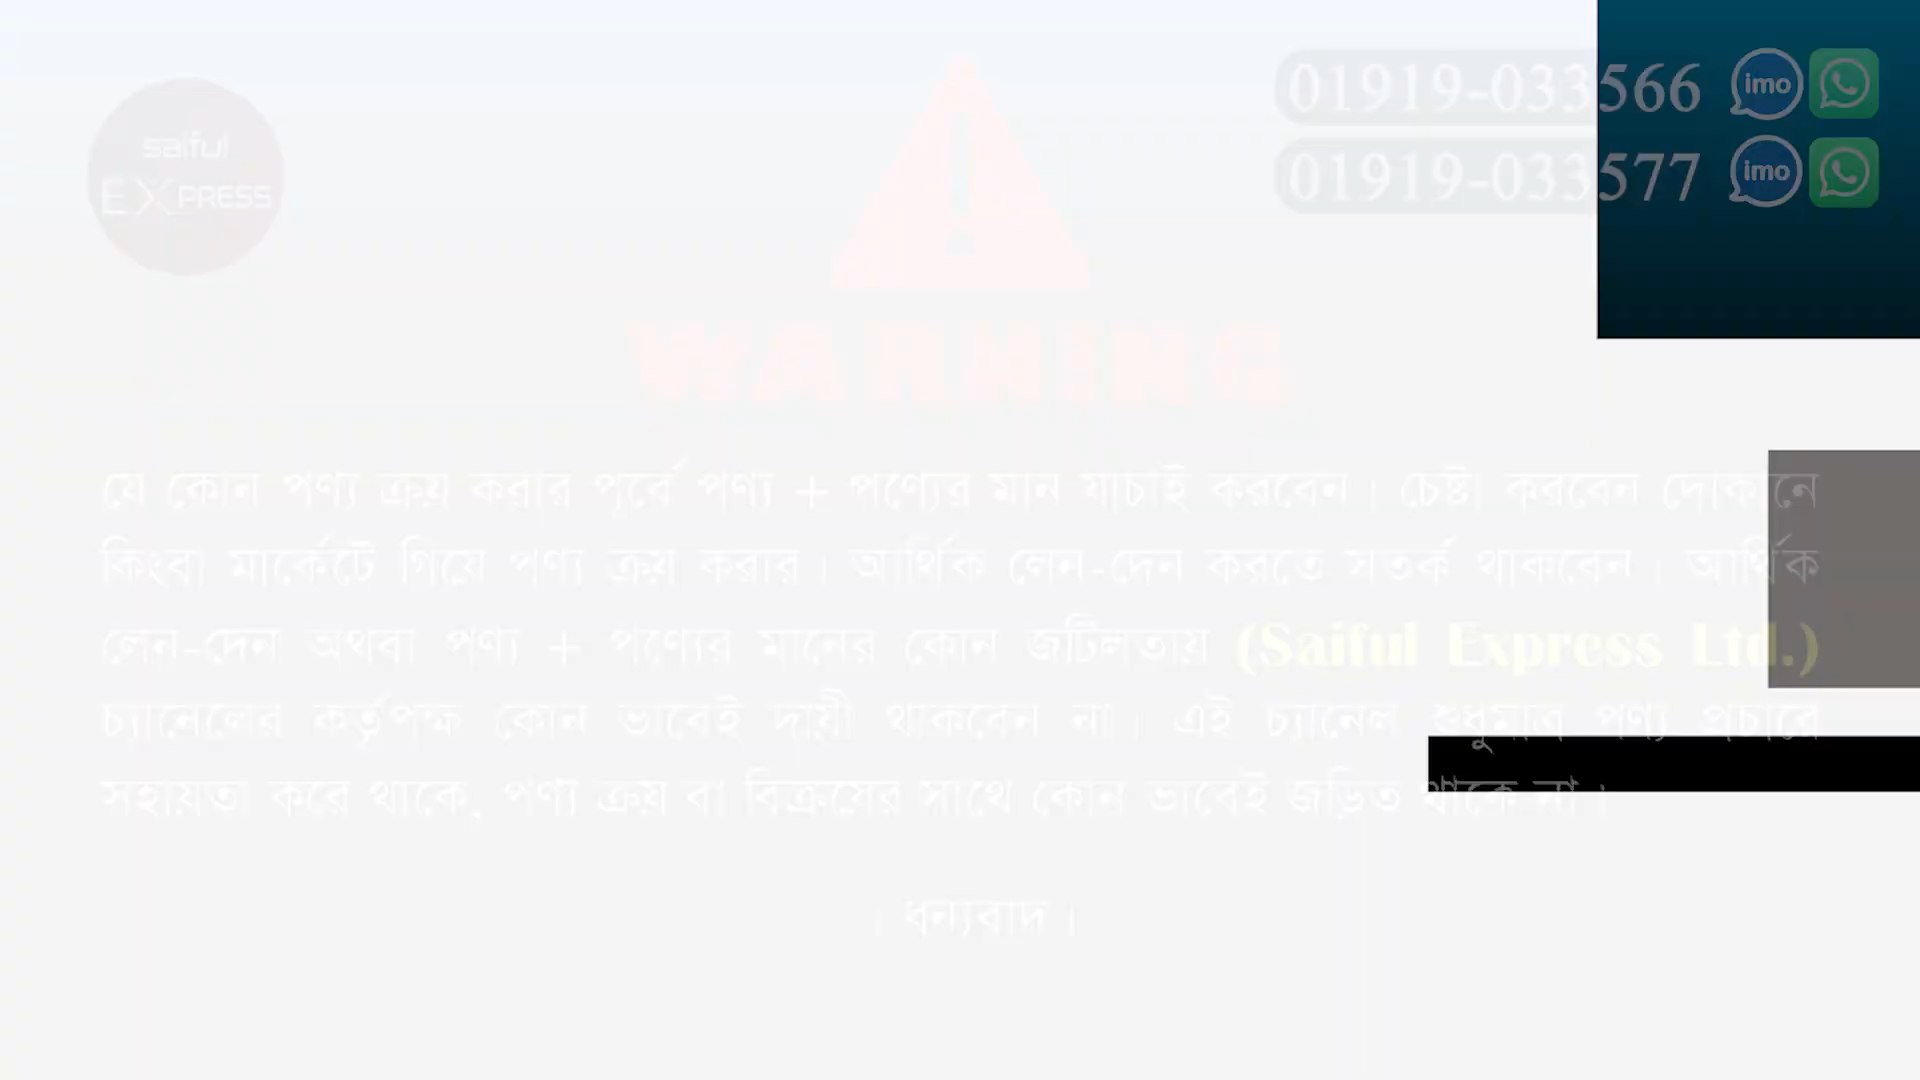 saiful
EXPRESS
01919-033566 imo
01919-033577 imo
WARNING
যে কোন পণ্য ক্রয় করার পূর্বে পণ্য + পণ্যের মান যাচাই করবেন। চেষ্টা করবেন দোকানে
কিংবা মার্কেটে গিয়ে পণ্য ক্রয় করার। আর্থিক লেন-দেন করতে সতর্ক থাকবেন। আর্থিক
লেন-দেন অথবা পণ্য + পণ্যের মানের কোন জটিলতায় (Saiful Express Ltd.)
চ্যানেলের কর্তৃপক্ষ কোন ভাবেই দায়ী থাকবেন না। এই চ্যানেল শুধুমাত্র পণ্য প্রচারে
সহায়তা করে থাকে, পণ্য ক্রয় বা বিক্রয়ের সাথে কোন ভাবেই জড়িত থাকে না।
। ধন্যবাদ।